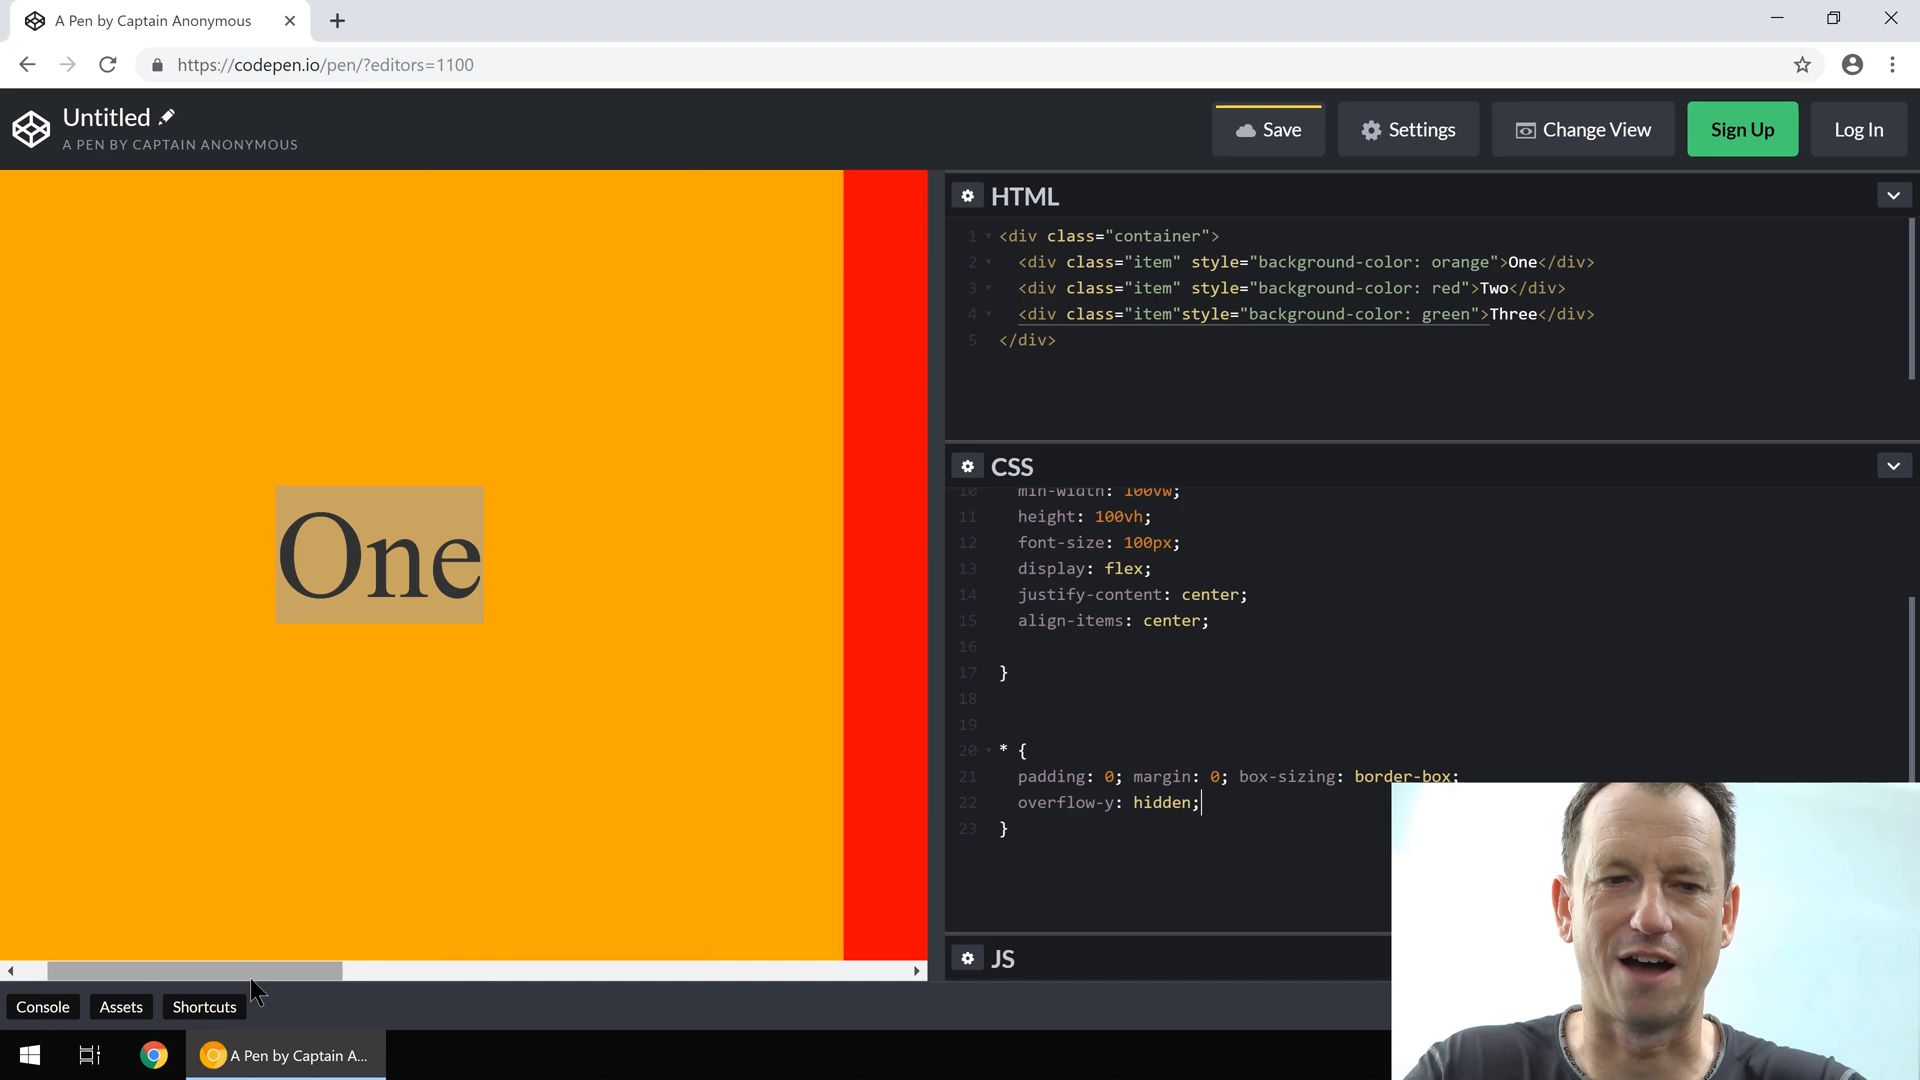 A Pen by Captain Anonymous
https://codepen.io/pen/?editors=1100
Untitled
A PEN BY CAPTAIN ANONYMOUS
Save
Settings
Change View
Sign Up
Log In
One
HTML
1 <div class="container">
2 <div class="item" style="background-color: orange">One</div>
3 <div class="item" style="background-color: red">Two</div>
4 <div class="item"style="background-color: green">Three</div>
5 </div>
CSS
10 min-width: 100vw;
11 height: 100vh;
12 font-size: 100px;
13 display: flex;
14 justify-content: center;
15 align-items: center;
16
17 }
18
19
20 * {
21 padding: 0; margin: 0; box-sizing: border-box;
22 overflow-y: hidden;
23 }
JS
Console
Assets
Shortcuts
A Pen by Captain A...